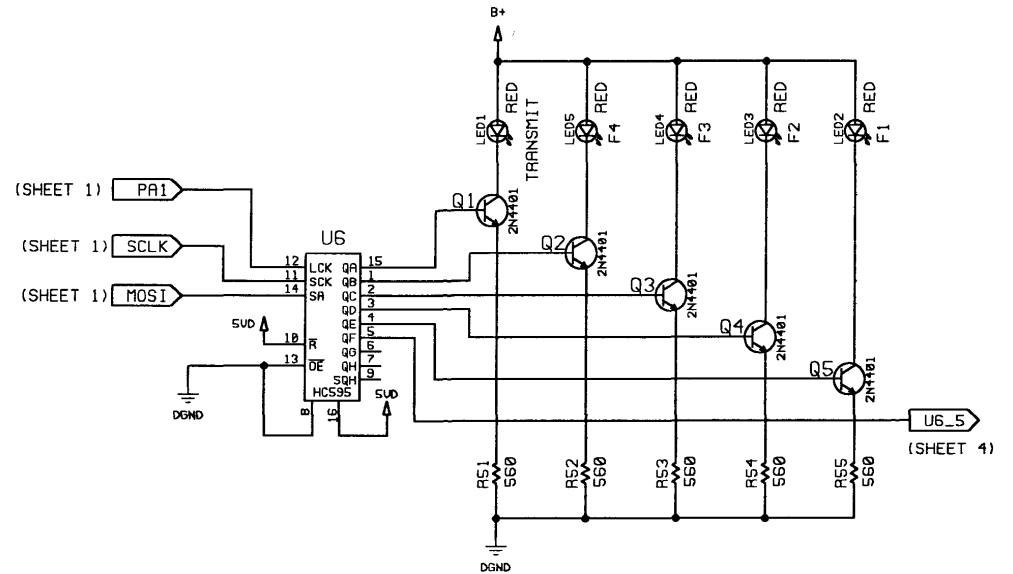 B+
LED1
RED
TRANSMIT
LED5
RED
F4
LED4
RED
F3
LED3
RED
F2
LED2
RED
F1
(SHEET 1) PA1
(SHEET 1) SCLK
(SHEET 1) MOSI
U6
12 LCK QA 15
11 SCK QB 1
14 SA QC 2
QD 3
QE 4
QF 5
10 R QG 6
13 OE QH 7
SQH 9
HC595
8
16
5VD
5VD
DGND
Q1
2N4401
Q2
2N4401
Q3
2N4401
Q4
2N4401
Q5
2N4401
U6_5
(SHEET 4)
R51
560
R52
560
R53
560
R54
560
R55
560
DGND